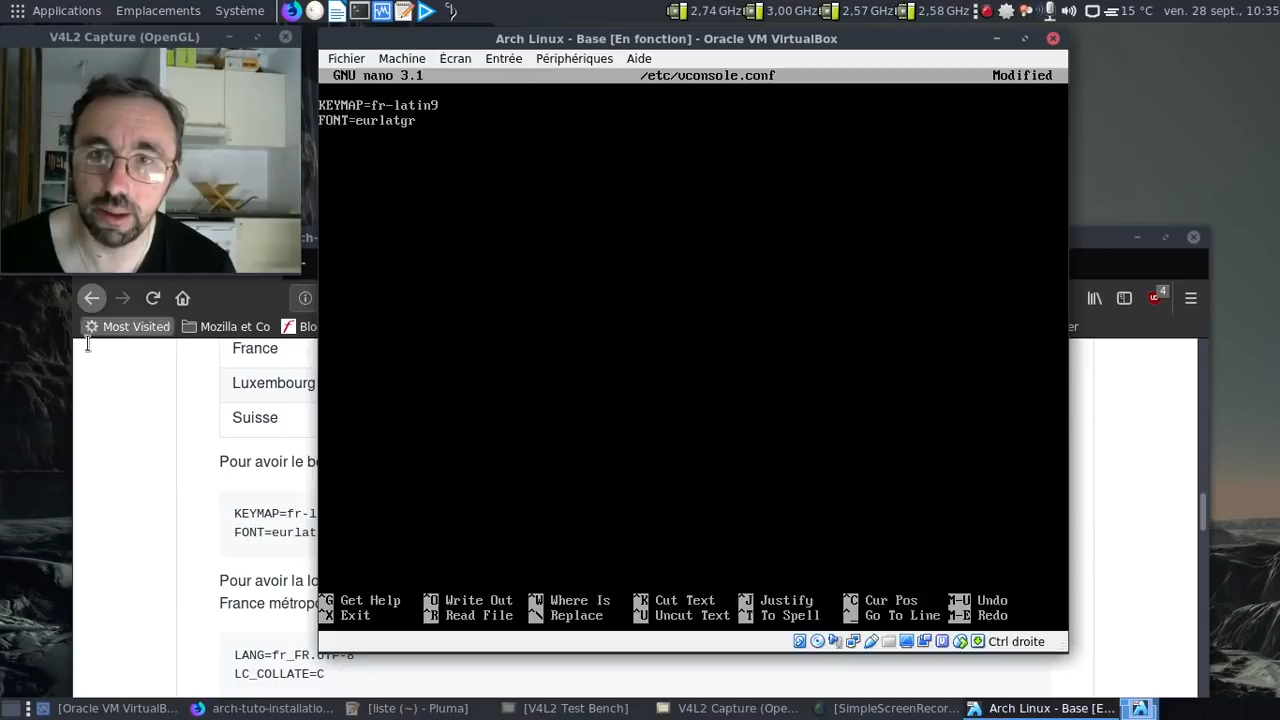 Applications Emplacements Système 2,74 GHz 3,00 GHz 2,57 GHz 2,58 GHz 15 °C ven. 28 sept., 10:35
V4L2 Capture (OpenGL)
Arch Linux - Base [En fonction] - Oracle VM VirtualBox
Fichier Machine Écran Entrée Périphériques Aide
GNU nano 3.1 /etc/vconsole.conf Modified
KEYMAP=fr-latin9
FONT=eurlatgr
4
Most Visited Mozilla et Co Blo
France
Luxembourg
Suisse
Pour avoir le b
KEYMAP=fr-l
FONT=eurlat
Pour avoir la lo
France métrop
LANG=fr_FR.UTF-8
LC_COLLATE=C
^G Get Help ^O Write Out ^W Where Is ^K Cut Text ^J Justify ^C Cur Pos M-U Undo
^X Exit ^R Read File ^\ Replace ^U Uncut Text ^T To Spell ^_ Go To Line M-E Redo
Ctrl droite
[Oracle VM VirtualB... arch-tuto-installatio... [liste (~) - Pluma] [V4L2 Test Bench] V4L2 Capture (Ope... [SimpleScreenRecor... Arch Linux - Base [E...